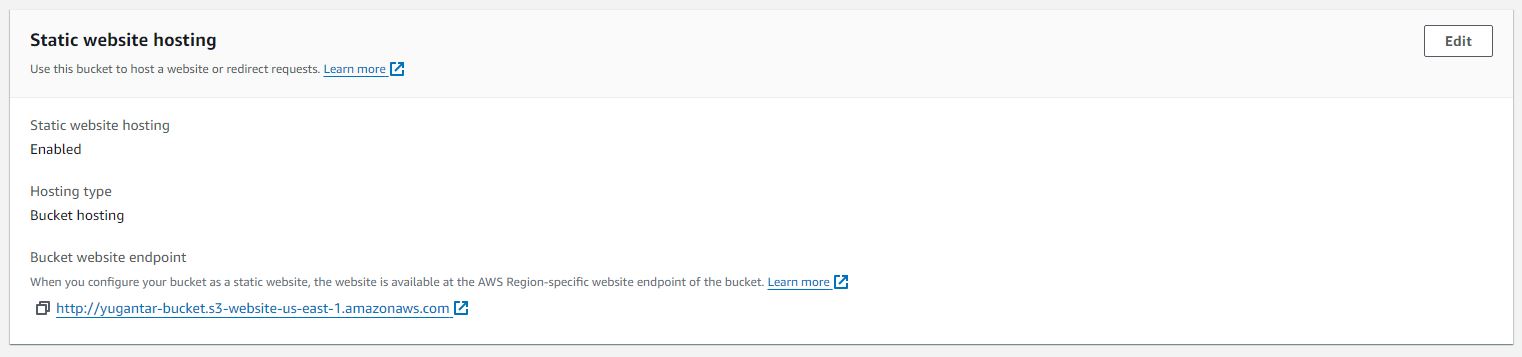 Static website hosting
Edit
Use this bucket to host a website or redirect requests. Learn more
Static website hosting
Enabled
Hosting type
Bucket hosting
Bucket website endpoint
When you configure your bucket as a static website, the website is available at the AWS Region-specific website endpoint of the bucket. Learn more
http://yugantar-bucket.s3-website-us-east-1.amazonaws.com